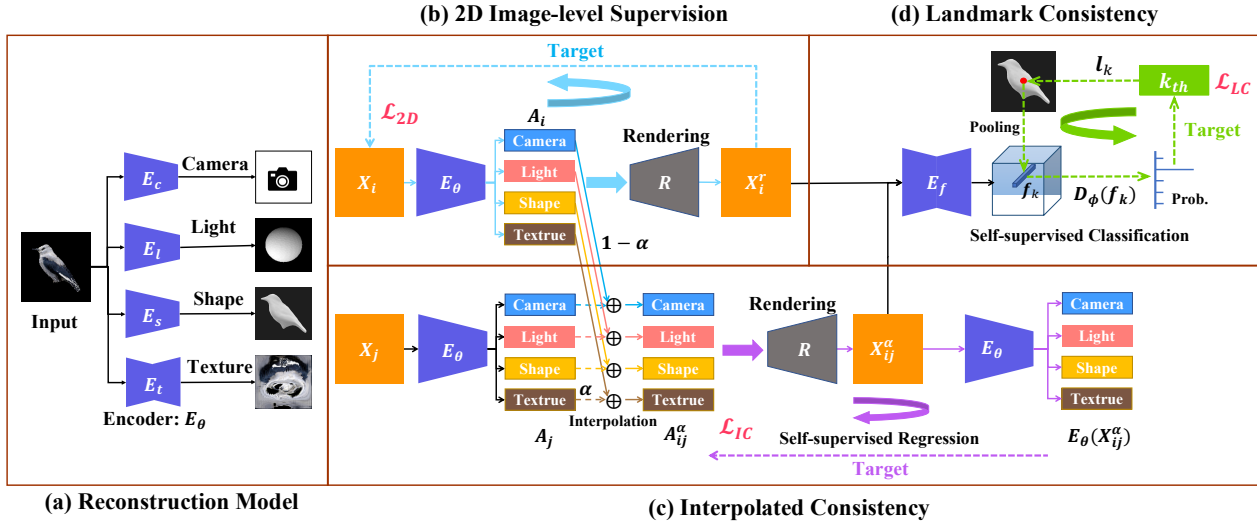 (b) 2D Image-level Supervision
(d) Landmark Consistency
Target
ℒ_2D
A_i
Camera
Light
Shape
Textrue
X_i
E_θ
Rendering
R
X_i^r
1 − α
l_k
k_th
ℒ_LC
Pooling
Target
E_f
f_k
D_ϕ(f_k)
Prob.
Self-supervised Classification
Input
E_c
Camera
E_l
Light
E_s
Shape
E_t
Texture
Encoder: E_θ
X_j
E_θ
Camera
Light
Shape
Textrue
α
A_j
⊕
⊕
⊕
⊕
Interpolation
Camera
Light
Shape
Textrue
A_ij^α
Rendering
R
X_ij^α
E_θ
Camera
Light
Shape
Textrue
E_θ(X_ij^α)
ℒ_IC
Self-supervised Regression
Target
(a) Reconstruction Model
(c) Interpolated Consistency